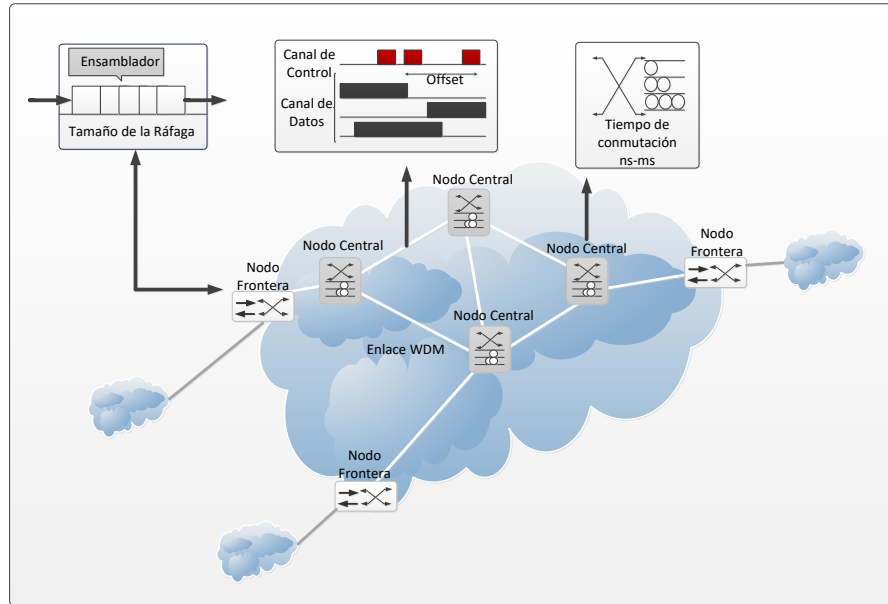 Ensamblador
Tamaño de la Ráfaga
Canal de
Control
Offset
Canal de
Datos
Tiempo de
conmutación
ns-ms
Nodo Central
Nodo Central
Nodo Central
Nodo
Frontera
Nodo
Frontera
Nodo Central
Enlace WDM
Nodo
Frontera